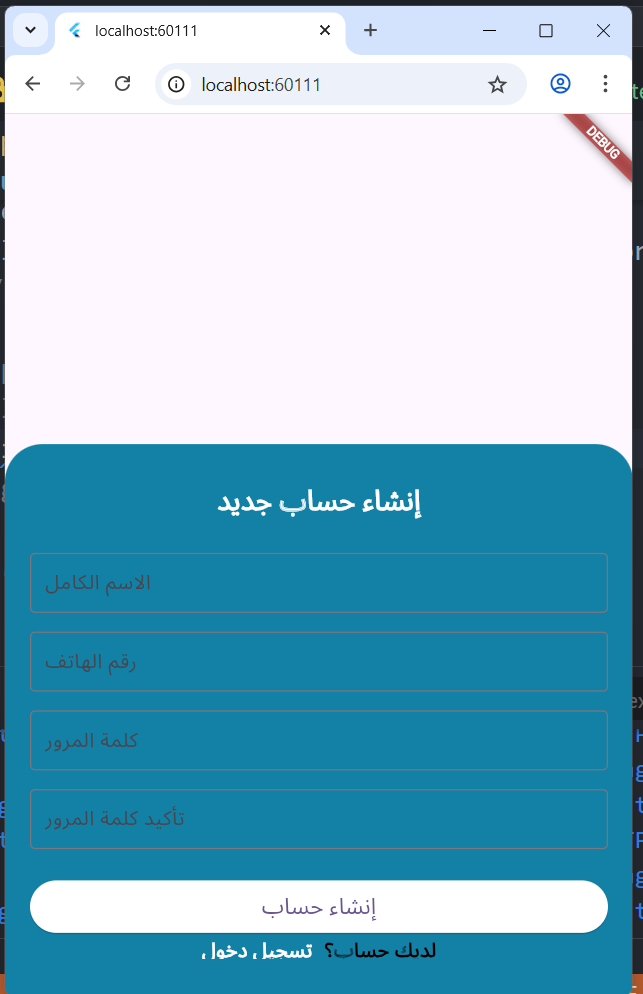 localhost:60111
localhost:60111
DEBUG
إنشاء حساب جديد
الاسم الكامل
رقم الهاتف
كلمة المرور
تأكيد كلمة المرور
إنشاء حساب
لديك حساب؟ تسجيل دخول